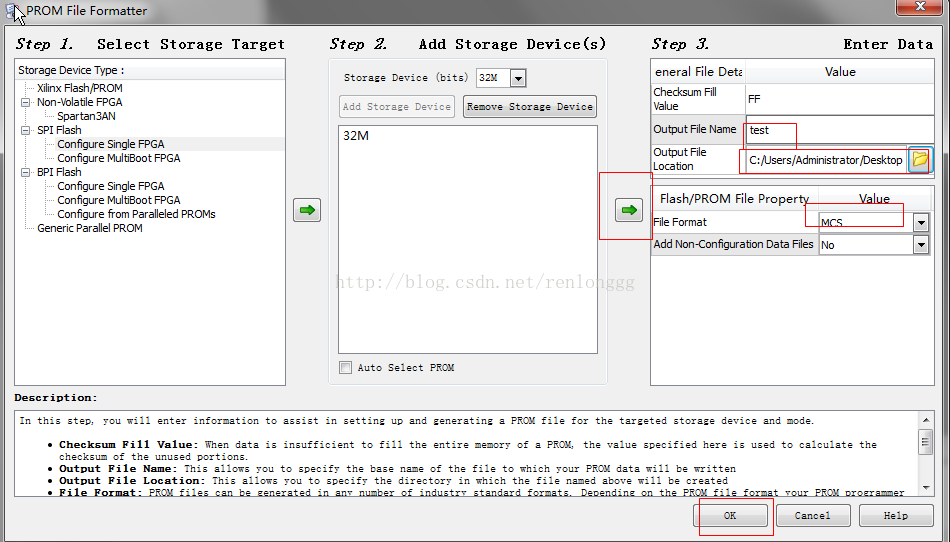 PROM File Formatter
Step 1. Select Storage Target
Storage Device Type :
Xilinx Flash/PROM
Non-Volatile FPGA
Spartan3AN
SPI Flash
Configure Single FPGA
Configure MultiBoot FPGA
BPI Flash
Configure Single FPGA
Configure MultiBoot FPGA
Configure from Paralleled PROMs
Generic Parallel PROM
Step 2. Add Storage Device(s)
Storage Device (bits) 32M
Add Storage Device Remove Storage Device
32M
Auto Select PROM
Step 3. Enter Data
eneral File Deta Value
Checksum Fill
Value FF
Output File Name test
Output File
Location C:/Users/Administrator/Desktop
Flash/PROM File Property Value
File Format MCS
Add Non-Configuration Data Files No
http://blog.csdn.net/renlonggg
Description:
In this step, you will enter information to assist in setting up and generating a PROM file for the targeted storage device and mode.
• Checksum Fill Value: When data is insufficient to fill the entire memory of a PROM, the value specified here is used to calculate the
checksum of the unused portions.
• Output File Name: This allows you to specify the base name of the file to which your PROM data will be written
• Output File Location: This allows you to specify the directory in which the file named above will be created
• File Format: PROM files can be generated in any number of industry standard formats. Depending on the PROM file format your PROM programmer
OK Cancel Help